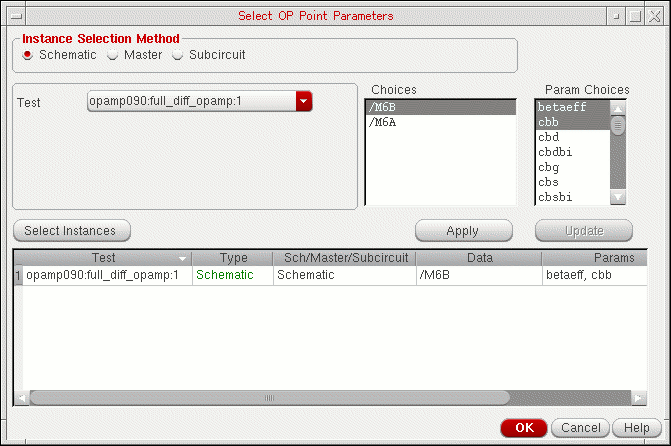 Select OP Point Parameters
Instance Selection Method
Schematic Master Subcircuit
Test opamp090:full_diff_opamp:1
Choices
/M6B
/M6A
Param Choices
betaeff
cbb
cbd
cbdbi
cbg
cbs
cbsbi
Select Instances Apply Update
Test Type Sch/Master/Subcircuit Data Params
1 opamp090:full_diff_opamp:1 Schematic Schematic /M6B betaeff, cbb
OK Cancel Help